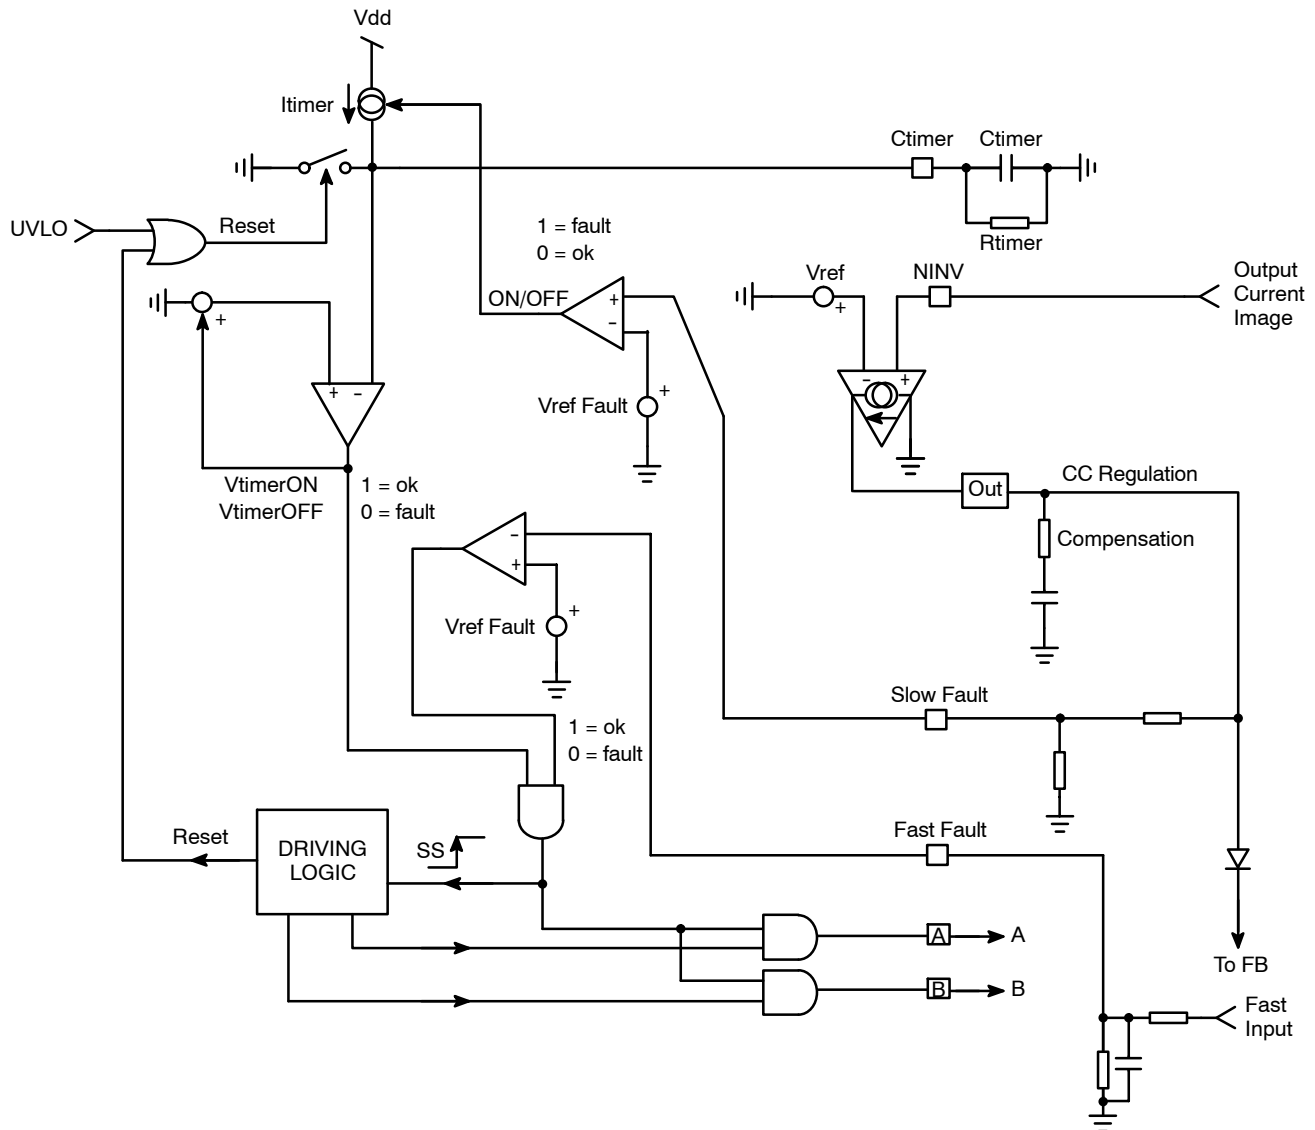 Vdd
Itimer
Ctimer
Ctimer
Rtimer
UVLO
Reset
1 = fault
0 = ok
ON/OFF
+
−
Vref
+
NINV
Output
Current
Image
+
+ −
Vref Fault
+
− +
VtimerON
VtimerOFF
1 = ok
0 = fault
Out
CC Regulation
Compensation
−
+
Vref Fault
+
Slow Fault
1 = ok
0 = fault
Reset
DRIVING
LOGIC
SS
Fast Fault
A
A
B
B
To FB
Fast
Input